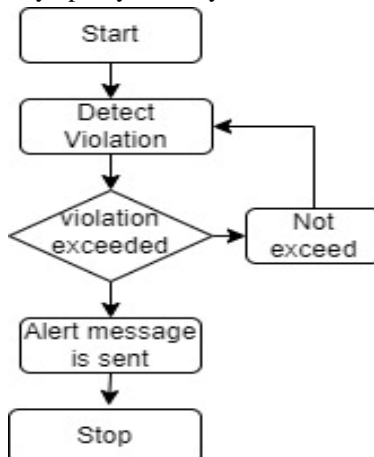 Start
Detect
Violation
violation
exceeded
Not
exceed
Alert message
is sent
Stop